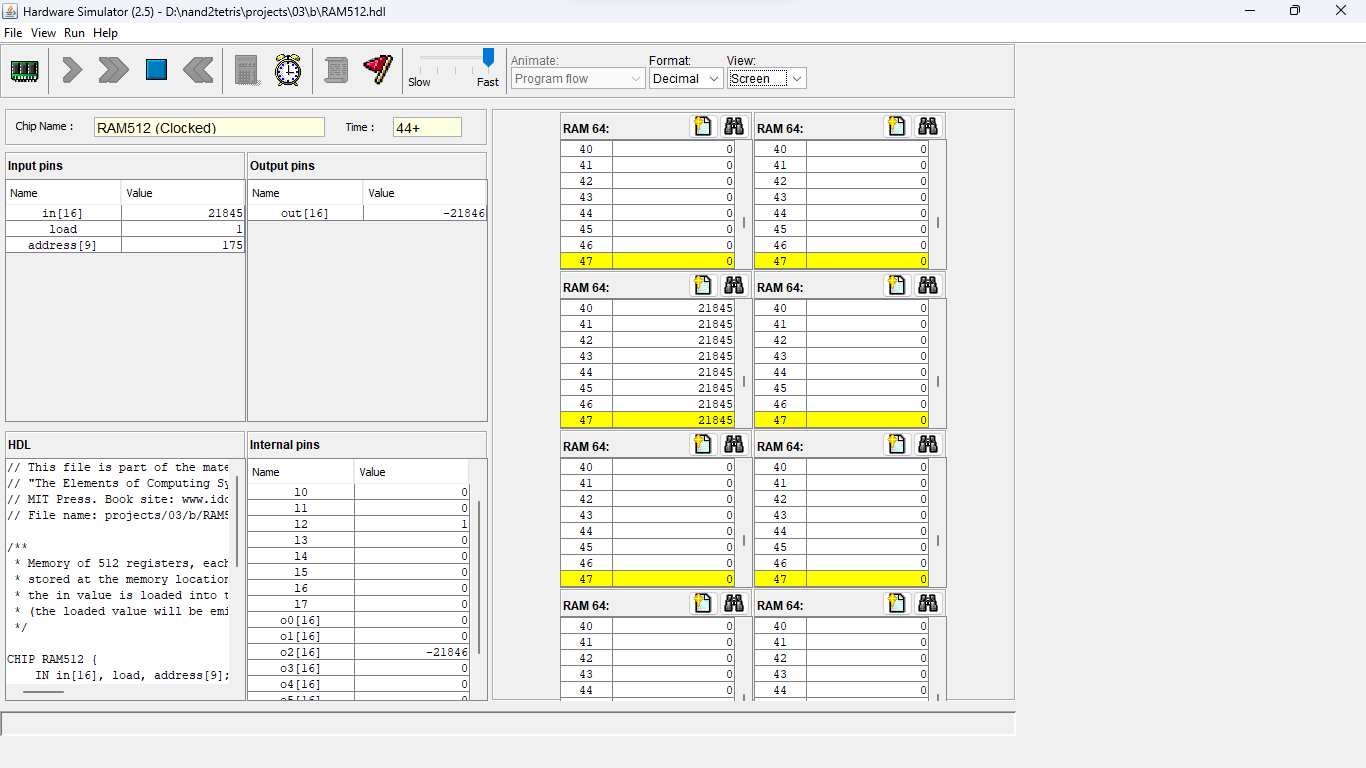 Hardware Simulator (2.5) - D:\nand2tetris\projects\03\b\RAM512.hdl
File View Run Help
Slow Fast
Animate:
Program flow
Format:
Decimal
View:
Screen
Chip Name : RAM512 (Clocked) Time : 44+
Input pins
Name Value
in[16] 21845
load 1
address[9] 175
Output pins
Name Value
out[16] -21846
HDL
// This file is part of the mate
// "The Elements of Computing Sy
// MIT Press. Book site: www.idc
// File name: projects/03/b/RAM5
/**
* Memory of 512 registers, each
* stored at the memory location
* the in value is loaded into t
* (the loaded value will be emi
*/
CHIP RAM512 {
IN in[16], load, address[9];
Internal pins
Name Value
l0 0
l1 0
l2 1
l3 0
l4 0
l5 0
l6 0
l7 0
o0[16] 0
o1[16] 0
o2[16] -21846
o3[16] 0
o4[16] 0
o5[16] 0
RAM 64:
40 0
41 0
42 0
43 0
44 0
45 0
46 0
47 0
RAM 64:
40 0
41 0
42 0
43 0
44 0
45 0
46 0
47 0
RAM 64:
40 21845
41 21845
42 21845
43 21845
44 21845
45 21845
46 21845
47 21845
RAM 64:
40 0
41 0
42 0
43 0
44 0
45 0
46 0
47 0
RAM 64:
40 0
41 0
42 0
43 0
44 0
45 0
46 0
47 0
RAM 64:
40 0
41 0
42 0
43 0
44 0
45 0
46 0
47 0
RAM 64:
40 0
41 0
42 0
43 0
44 0
RAM 64:
40 0
41 0
42 0
43 0
44 0